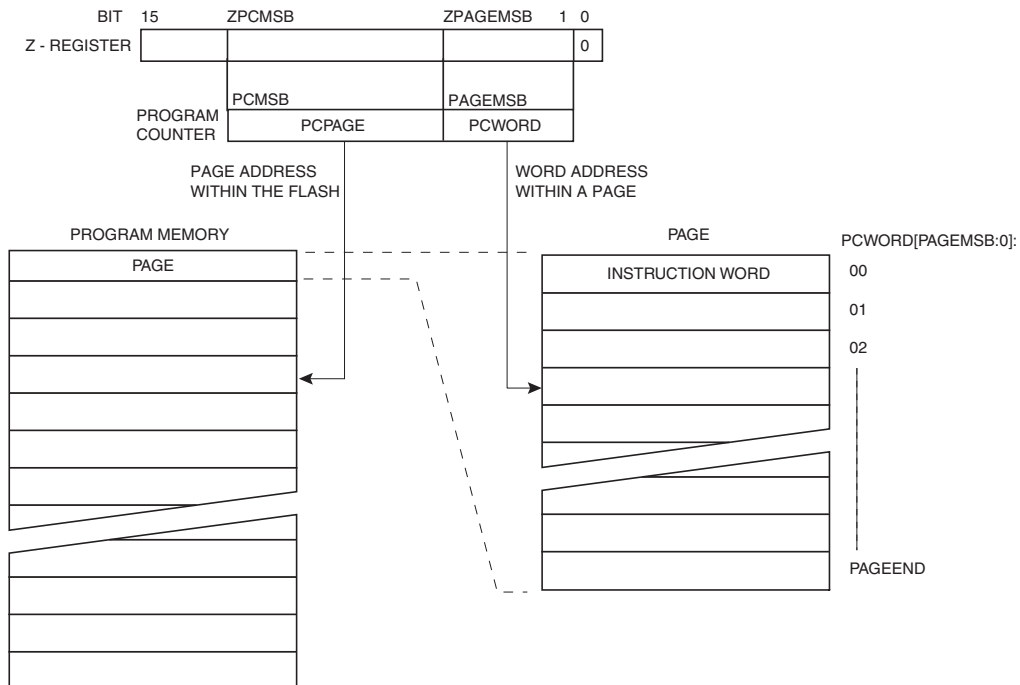 BIT 15 ZPCMSB ZPAGEMSB 1 0
Z - REGISTER 0
PCMSB PAGEMSB
PROGRAM
COUNTER
PCPAGE PCWORD
PAGE ADDRESS
WITHIN THE FLASH
WORD ADDRESS
WITHIN A PAGE
PROGRAM MEMORY
PAGE
PAGE
PCWORD[PAGEMSB:0]:
INSTRUCTION WORD
00
01
02
PAGEEND